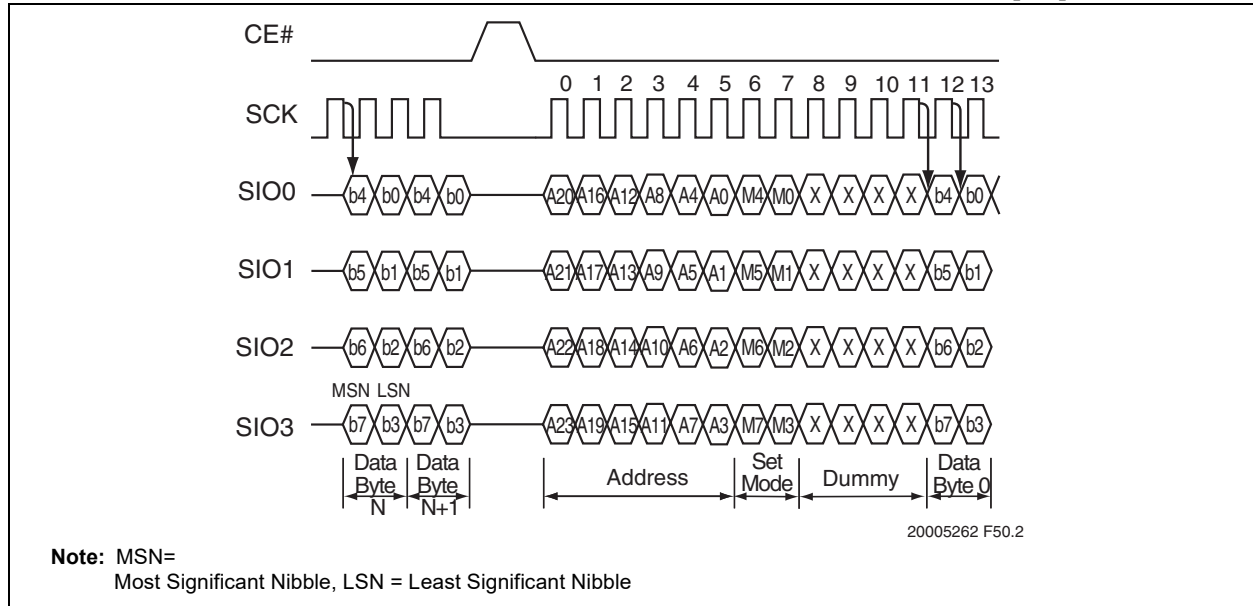 CE#
0 1 2 3 4 5 6 7 8 9 10 11 12 13
SCK
SIO0 b4 b0 b4 b0 A20 A16 A12 A8 A4 A0 M4 M0 X X X X b4 b0
SIO1 b5 b1 b5 b1 A21 A17 A13 A9 A5 A1 M5 M1 X X X X b5 b1
SIO2 b6 b2 b6 b2 A22 A18 A14 A10 A6 A2 M6 M2 X X X X b6 b2
MSN LSN
SIO3 b7 b3 b7 b3 A23 A19 A15 A11 A7 A3 M7 M3 X X X X b7 b3
Data Byte N
Data Byte N+1
Address
Set Mode
Dummy
Data Byte 0
20005262 F50.2
Note: MSN=
Most Significant Nibble, LSN = Least Significant Nibble